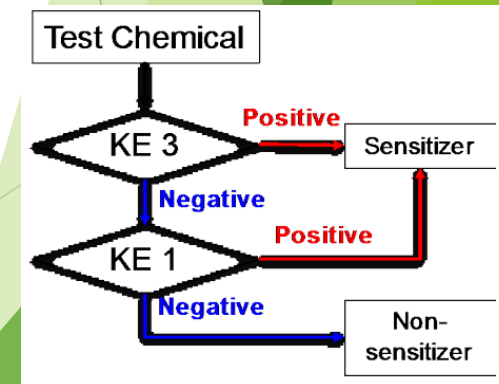 Test Chemical
Positive
KE 3
Sensitizer
Negative
Positive
KE 1
Negative
Non-
sensitizer